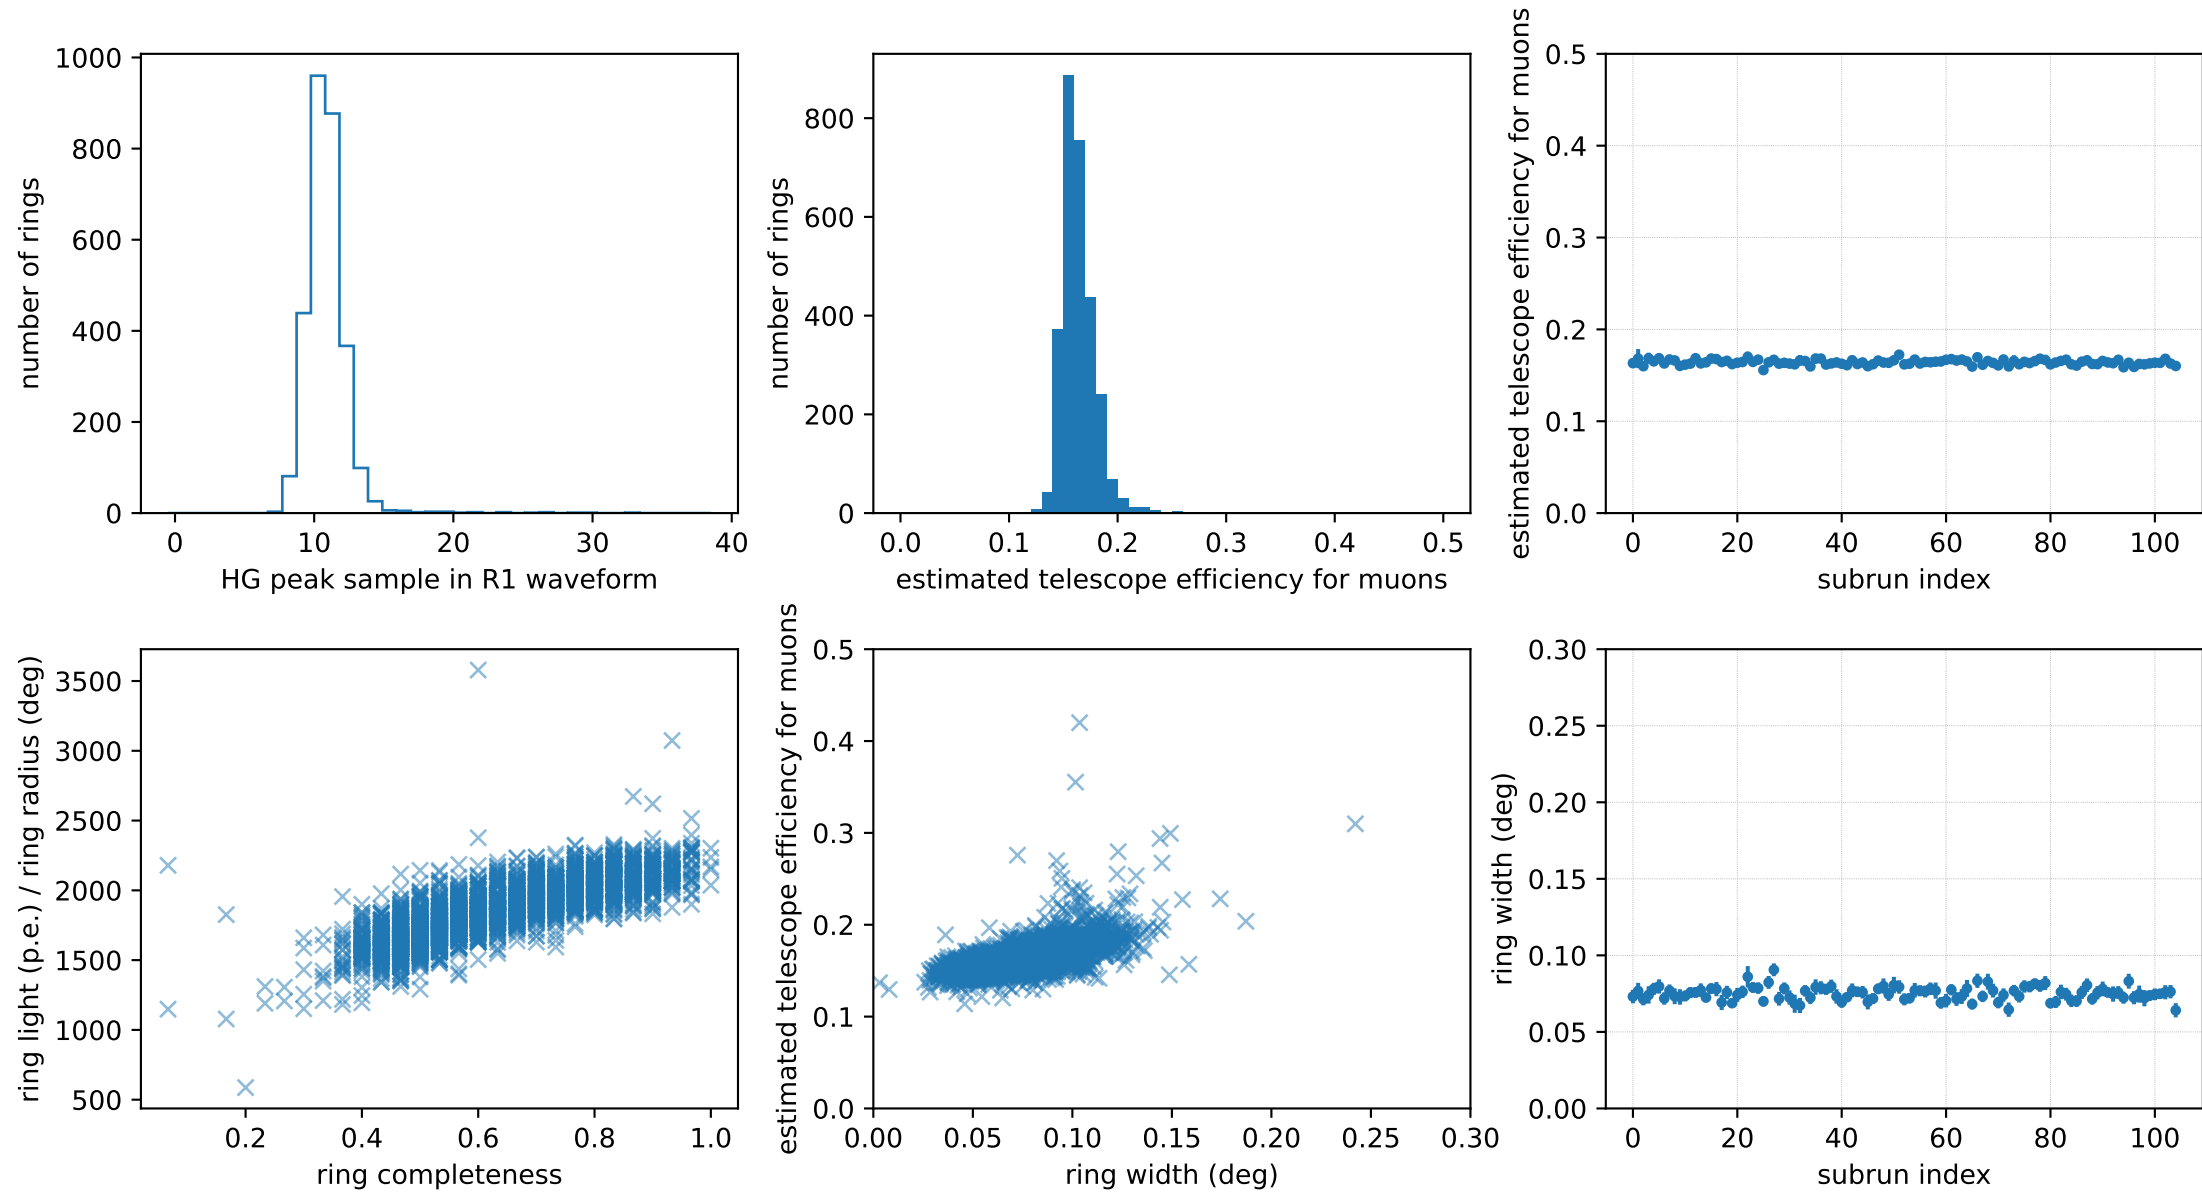 1000
800
600
400
200
0
number of rings
0 10 20 30 40
HG peak sample in R1 waveform
800
600
400
200
0
number of rings
0.0 0.1 0.2 0.3 0.4 0.5
estimated telescope efficiency for muons
0.5
0.4
0.3
0.2
0.1
0.0
estimated telescope efficiency for muons
0 20 40 60 80 100
subrun index
3500
3000
2500
2000
1500
1000
500
ring light (p.e.) / ring radius (deg)
0.2 0.4 0.6 0.8 1.0
ring completeness
0.5
0.4
0.3
0.2
0.1
0.0
estimated telescope efficiency for muons
0.00 0.05 0.10 0.15 0.20 0.25 0.30
ring width (deg)
0.30
0.25
0.20
0.15
0.10
0.05
0.00
ring width (deg)
0 20 40 60 80 100
subrun index